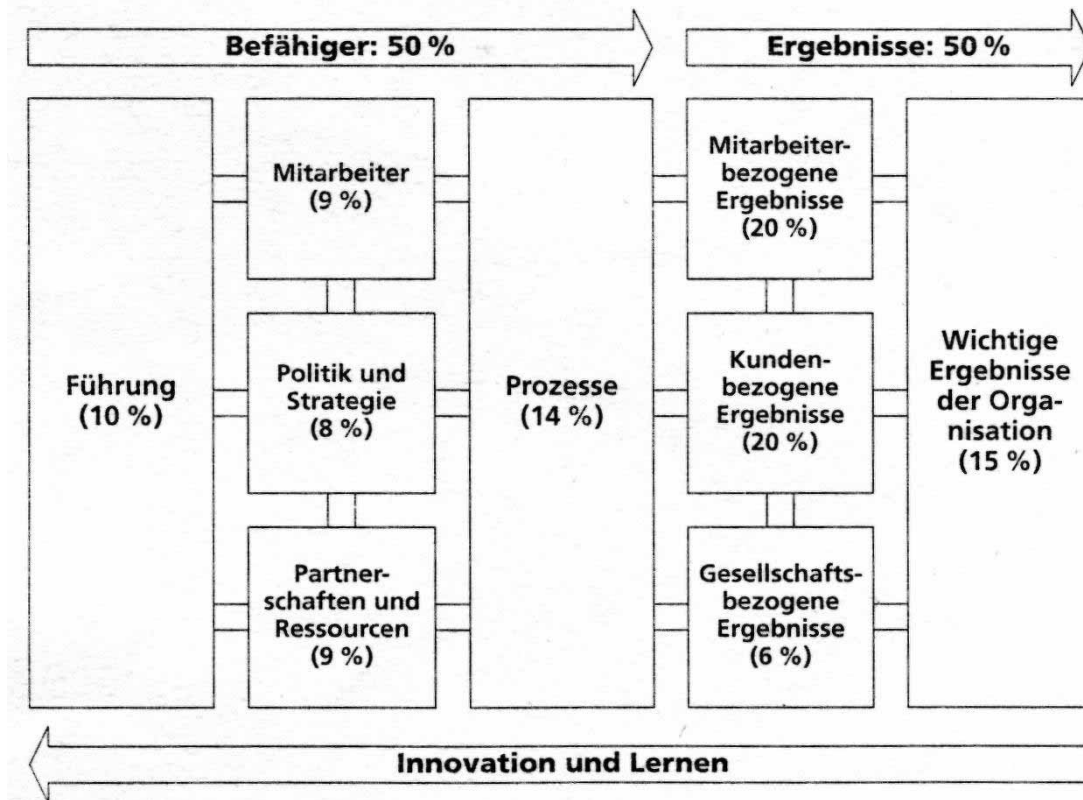 Befähiger: 50 %
Ergebnisse: 50 %
Führung
(10 %)
Mitarbeiter
(9 %)
Politik und
Strategie
(8 %)
Partner-
schaften und
Ressourcen
(9 %)
Prozesse
(14 %)
Mitarbeiter-
bezogene
Ergebnisse
(20 %)
Kunden-
bezogene
Ergebnisse
(20 %)
Gesellschafts-
bezogene
Ergebnisse
(6 %)
Wichtige
Ergebnisse
der Orga-
nisation
(15 %)
Innovation und Lernen